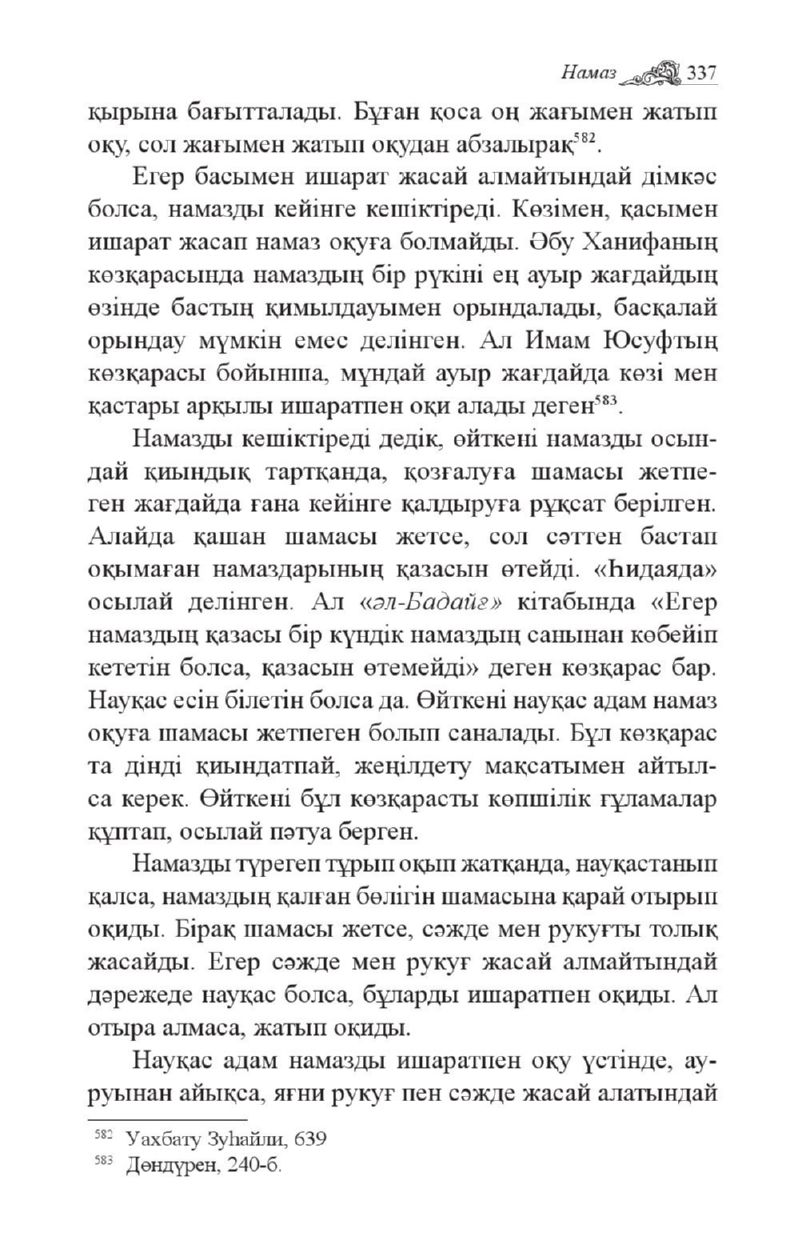 Намаз 337
қырына бағытталады. Бұған қоса оң жағымен жатып
оқу, сол жағымен жатып оқудан абзалырақ⁵⁸².
Егер басымен ишарат жасай алмайтындай дімкәс
болса, намазды кейінге кешіктіреді. Көзімен, қасымен
ишарат жасап намаз оқуға болмайды. Әбу Ханифаның
көзқарасында намаздың бір рүкіні ең ауыр жағдайдың
өзінде бастың қимылдауымен орындалады, басқалай
орындау мүмкін емес делінген. Ал Имам Юсуфтың
көзқарасы бойынша, мұндай ауыр жағдайда көзі мен
қастары арқылы ишаратпен оқи алады деген⁵⁸³.
Намазды кешіктіреді дедік, өйткені намазды осын-
дай қиындық тартқанда, қозғалуға шамасы жетпе-
ген жағдайда ғана кейінге қалдыруға рұқсат берілген.
Алайда қашан шамасы жетсе, сол сәттен бастап
оқымаған намаздарының қазасын өтейді. «Һидаяда»
осылай делінген. Ал «әл-Бадайғ» кітабында «Егер
намаздың қазасы бір күндік намаздың санынан көбейіп
кететін болса, қазасын өтемейді» деген көзқарас бар.
Науқас есін білетін болса да. Өйткені науқас адам намаз
оқуға шамасы жетпеген болып саналады. Бұл көзқарас
та дінді қиындатпай, жеңілдету мақсатымен айтыл-
са керек. Өйткені бұл көзқарасты көпшілік ғұламалар
құптап, осылай пәтуа берген.
Намазды түрегеп тұрып оқып жатқанда, науқастанып
қалса, намаздың қалған бөлігін шамасына қарай отырып
оқиды. Бірақ шамасы жетсе, сәжде мен рукуғты толық
жасайды. Егер сәжде мен рукуғ жасай алмайтындай
дәрежеде науқас болса, бұларды ишаратпен оқиды. Ал
отыра алмаса, жатып оқиды.
Науқас адам намазды ишаратпен оқу үстінде, ау-
руынан айықса, яғни рукуғ пен сәжде жасай алатындай
⁵⁸² Уахбату Зуһайли, 639
⁵⁸³ Дөндүрен, 240-б.